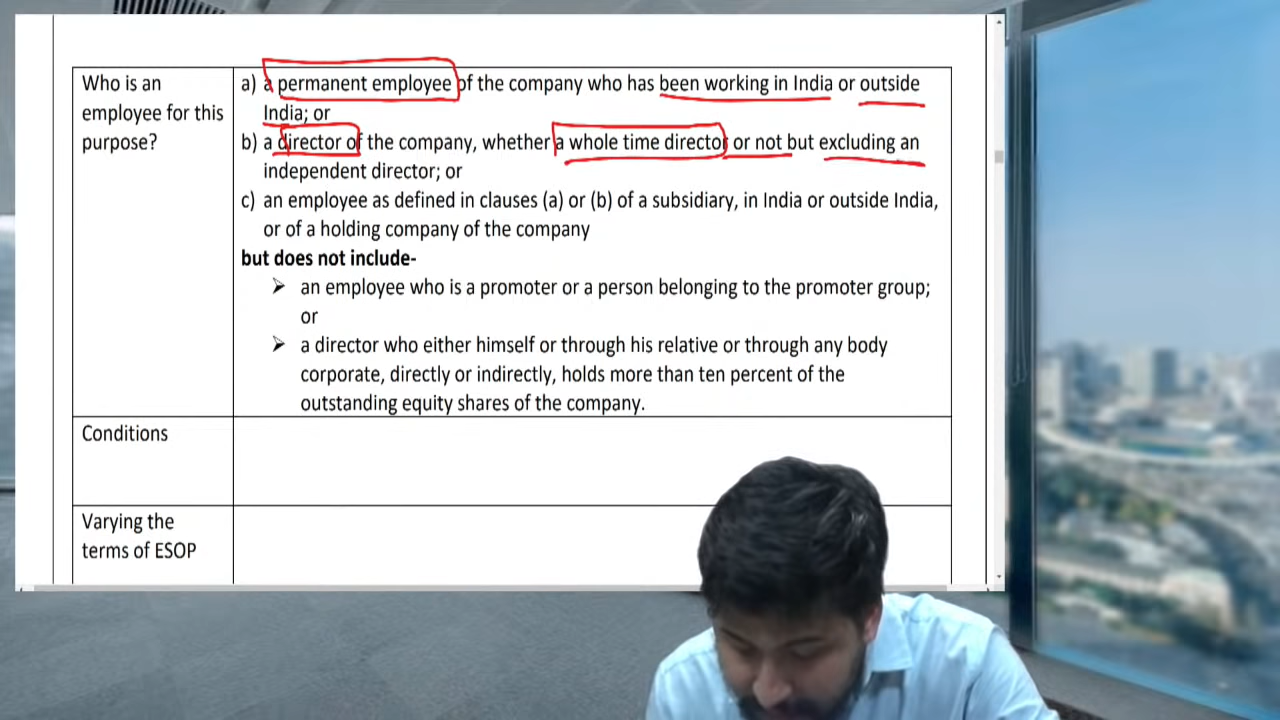 Who is an
employee for this
purpose?
a) a permanent employee of the company who has been working in India or outside
India; or
b) a director of the company, whether a whole time director or not but excluding an
independent director; or
c) an employee as defined in clauses (a) or (b) of a subsidiary, in India or outside India,
or of a holding company of the company
but does not include-
➢ an employee who is a promoter or a person belonging to the promoter group;
or
➢ a director who either himself or through his relative or through any body
corporate, directly or indirectly, holds more than ten percent of the
outstanding equity shares of the company.
Conditions
Varying the
terms of ESOP